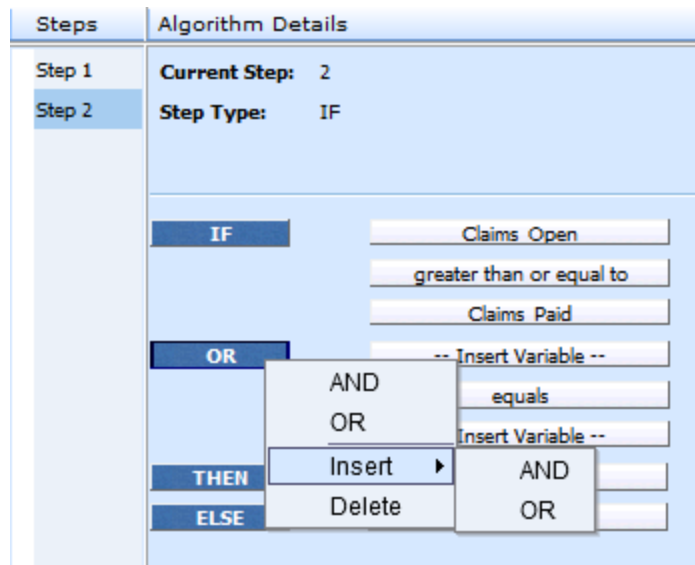 Steps
Algorithm Details
Step 1
Step 2
Current Step: 2
Step Type: IF
IF
Claims Open
greater than or equal to
Claims Paid
OR
-- Insert Variable --
equals
Insert Variable --
THEN
ELSE
AND
OR
Insert
Delete
AND
OR